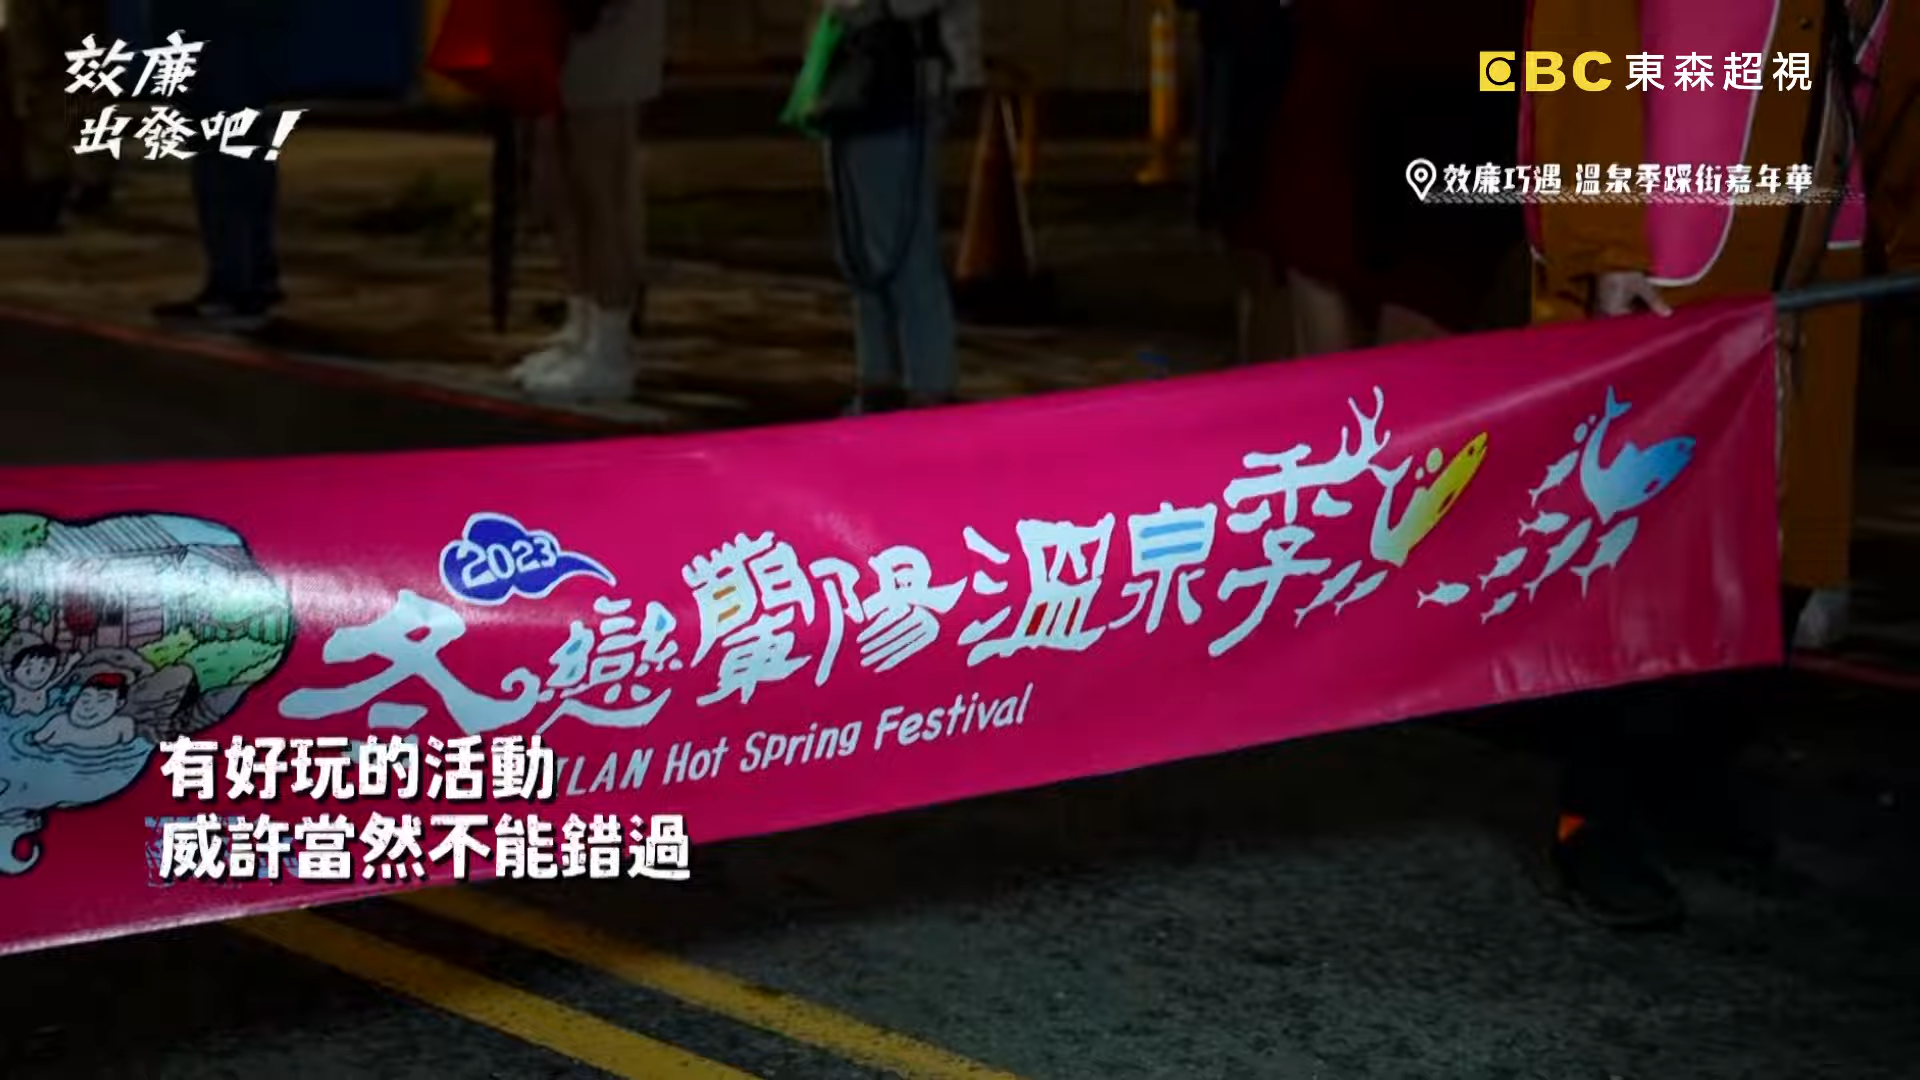 效廉
出發吧!
EBC 東森超視
效廉巧遇 溫泉季踩街嘉年華
2023
冬戀蘭陽溫泉季
ILAN Hot Spring Festival
有好玩的活動
威許當然不能錯過